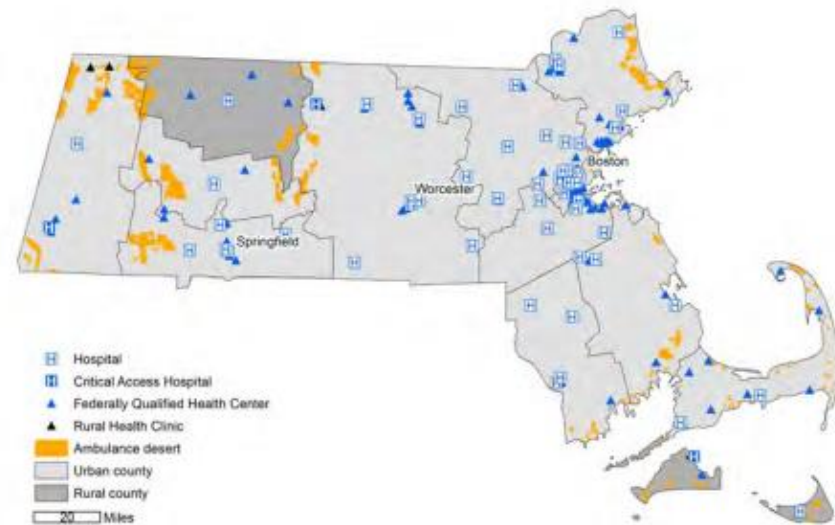 Boston
Worcester
Springfield
H Hospital
H Critical Access Hospital
Federally Qualified Health Center
Rural Health Clinic
Ambulance desert
Urban county
Rural county
20 Miles